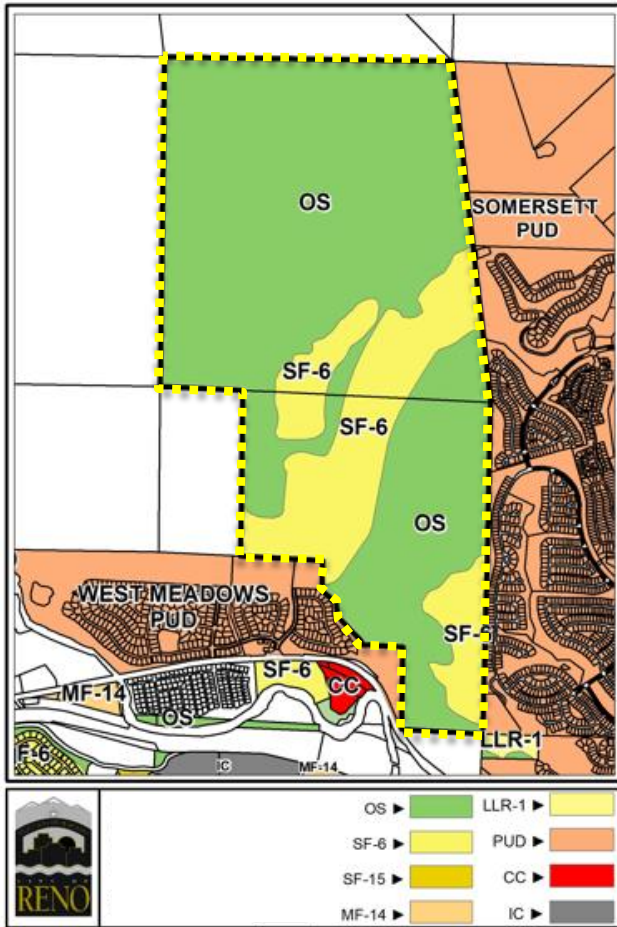 OS
SOMERSETT
PUD
SF-6
SF-6
OS
WEST MEADOWS
PUD
SF-
SF-6
CC
MF-14
OS
F-6
IC
MF-14
LLR-1
OS ►
LLR-1 ►
SF-6 ►
PUD ►
SF-15 ►
CC ►
MF-14 ►
IC ►
RENO